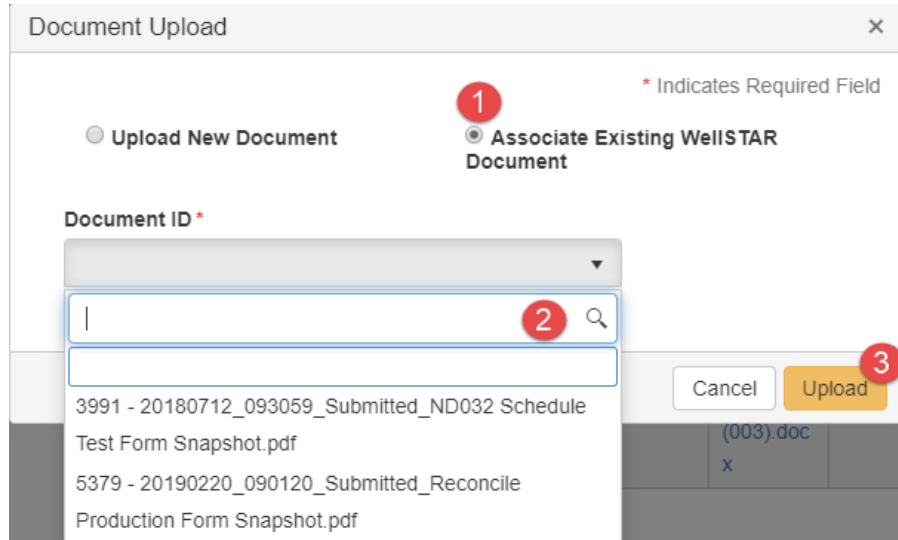 Document Upload ×
* Indicates Required Field
1
Upload New Document
Associate Existing WellSTAR
Document
Document ID *
2
3
Cancel Upload
3991 - 20180712_093059_Submitted_ND032 Schedule
Test Form Snapshot.pdf
(003).doc
x
5379 - 20190220_090120_Submitted_Reconcile
Production Form Snapshot.pdf